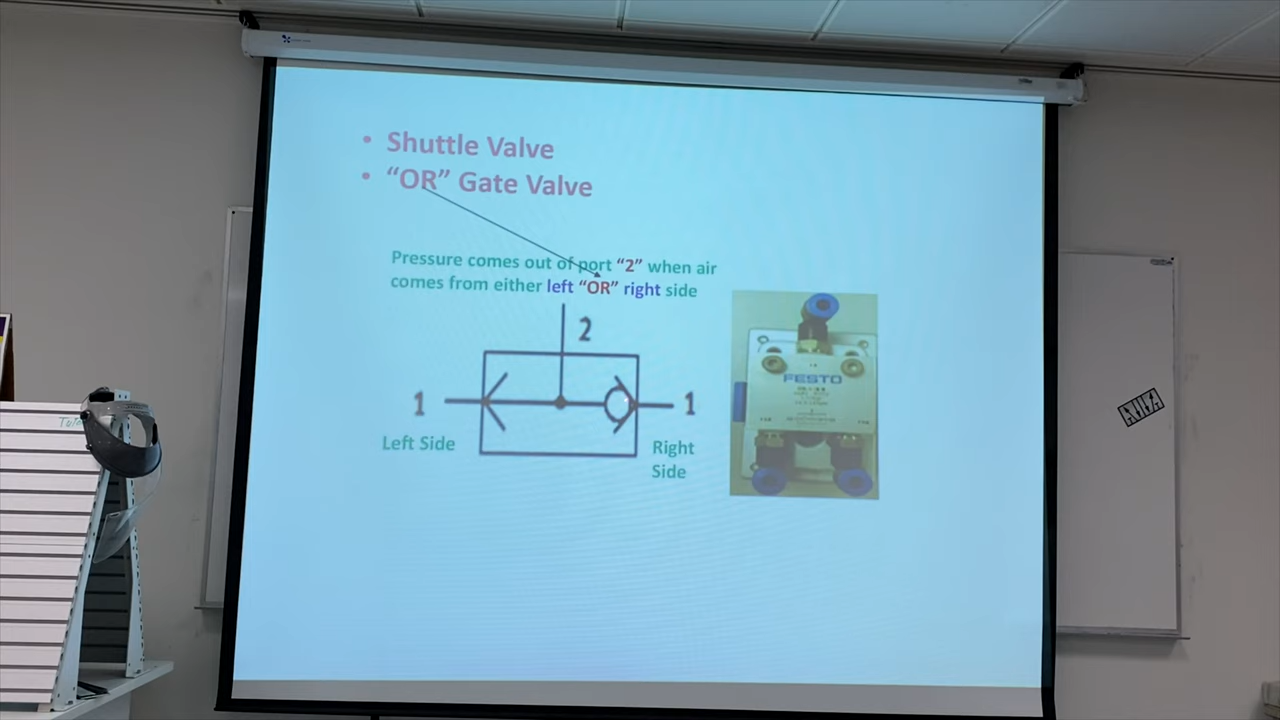 • Shuttle Valve
• “OR” Gate Valve
Pressure comes out of port “2” when air
comes from either left “OR” right side
2
1
1
Left Side
Right
Side
FESTO